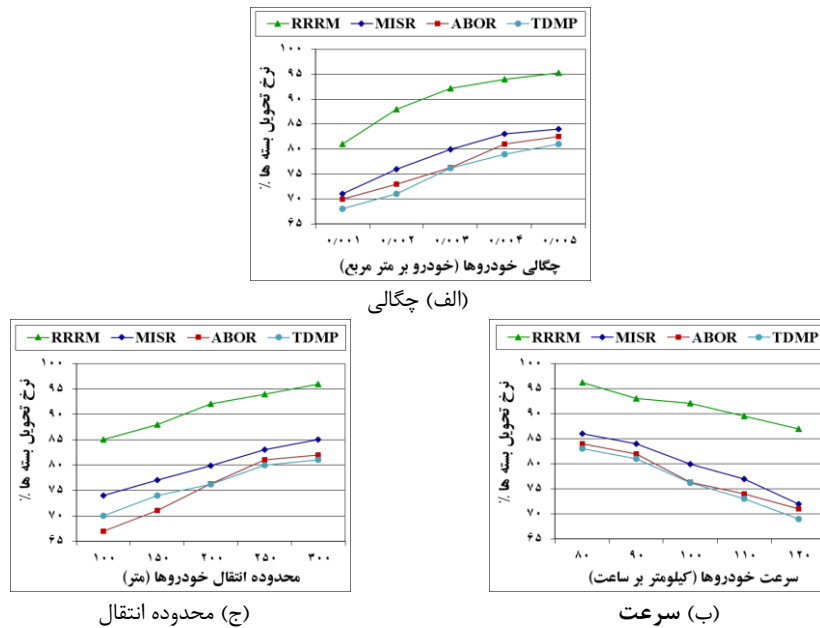 RRRM MISR ABOR TDMP
نرخ تحویل بسته ها %
۱۰۰
۹۵
۹۰
۸۵
۸۰
۷۵
۷۰
۶۵
۰/۰۰۱ ۰/۰۰۲ ۰/۰۰۳ ۰/۰۰۴ ۰/۰۰۵
چگالی خودروها (خودرو بر متر مربع)
(الف) چگالی
RRRM MISR ABOR TDMP
نرخ تحویل بسته ها %
۱۰۰
۹۵
۹۰
۸۵
۸۰
۷۵
۷۰
۶۵
۸۰ ۹۰ ۱۰۰ ۱۱۰ ۱۲۰
سرعت خودروها (کیلومتر بر ساعت)
(ب) سرعت
RRRM MISR ABOR TDMP
نرخ تحویل بسته ها %
۱۰۰
۹۵
۹۰
۸۵
۸۰
۷۵
۷۰
۶۵
۱۰۰ ۱۵۰ ۲۰۰ ۲۵۰ ۳۰۰
محدوده انتقال خودروها (متر)
(ج) محدوده انتقال